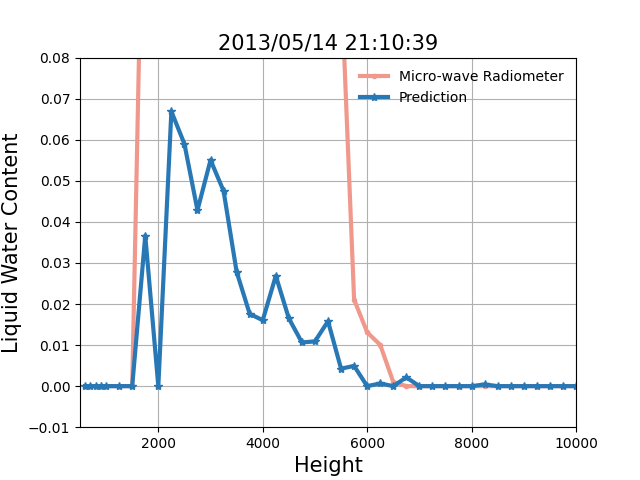 2013/05/14 21:10:39
Micro-wave Radiometer
Prediction
Liquid Water Content
0.08
0.07
0.06
0.05
0.04
0.03
0.02
0.01
0.00
−0.01
2000 4000 6000 8000 10000
Height